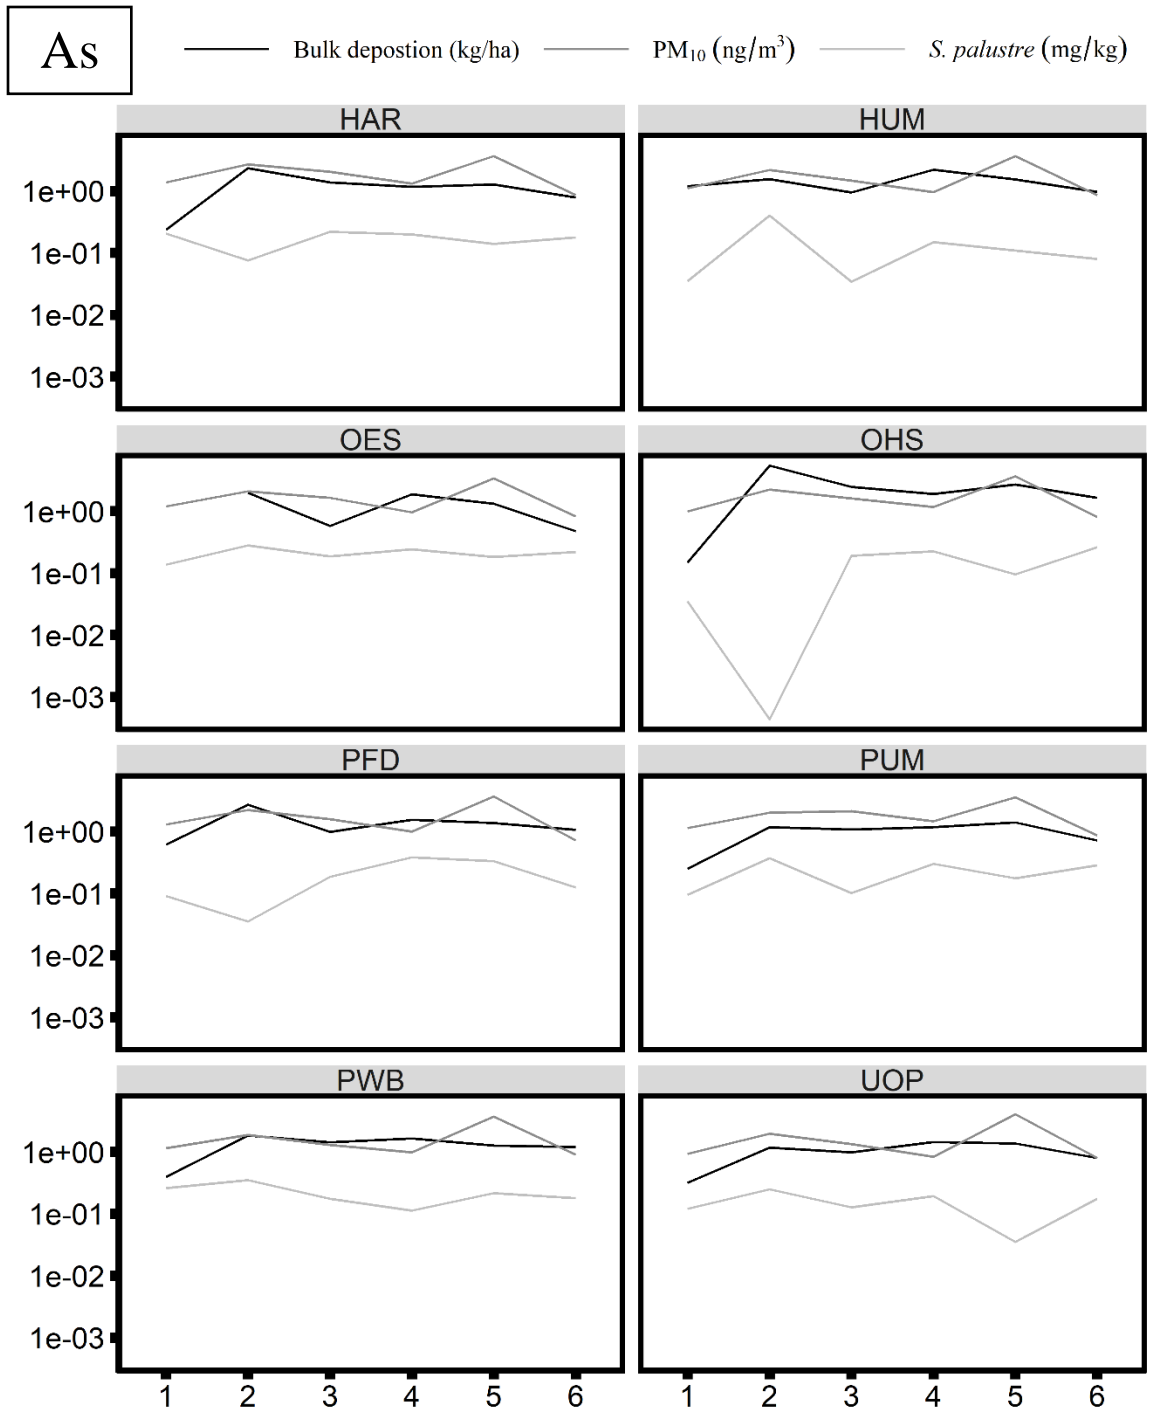 As
Bulk depostion (kg/ha) PM₁₀ (ng/m³) S. palustre (mg/kg)
HAR HUM
1e+00
1e-01
1e-02
1e-03
OES OHS
1e+00
1e-01
1e-02
1e-03
PFD PUM
1e+00
1e-01
1e-02
1e-03
PWB UOP
1e+00
1e-01
1e-02
1e-03
1 2 3 4 5 6 1 2 3 4 5 6